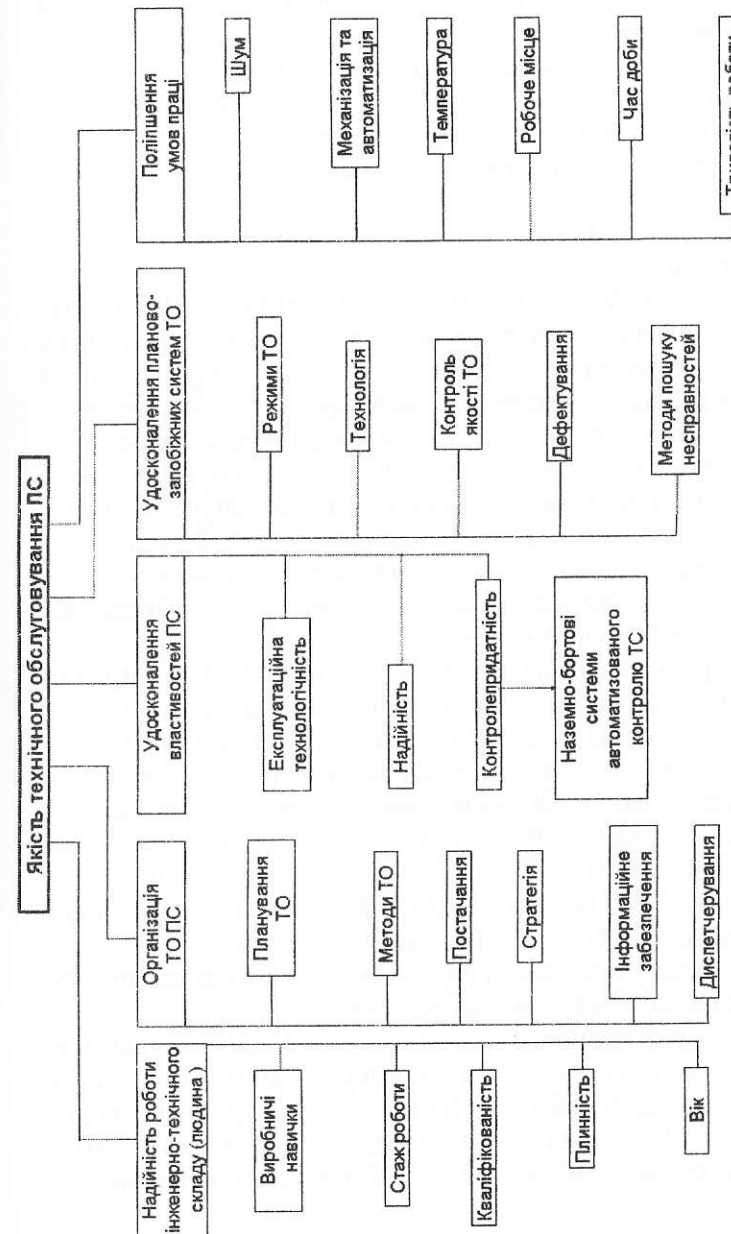 Якість технічного обслуговування ПС
Надійність роботи
інженерно-технічного
складу (людина )
Виробничі
навички
Стаж роботи
Кваліфікованість
Плинність
Вік
Організація
ТО ПС
Планування
ТО
Методи ТО
Постачання
Стратегія
Інформаційне
забезпечення
Диспетчерування
Удосконалення
властивостей ПС
Експлуатаційна
технологічність
Надійність
Контролепридатність
Наземно-бортові
системи
автоматизованого
контролю ТС
Удосконалення планово-
запобіжних систем ТО
Режими ТО
Технологія
Контроль
якості ТО
Дефектування
Методи пошуку
несправностей
Поліпшення
умов праці
Шум
Механізація та
автоматизація
Температура
Робоче місце
Час доби